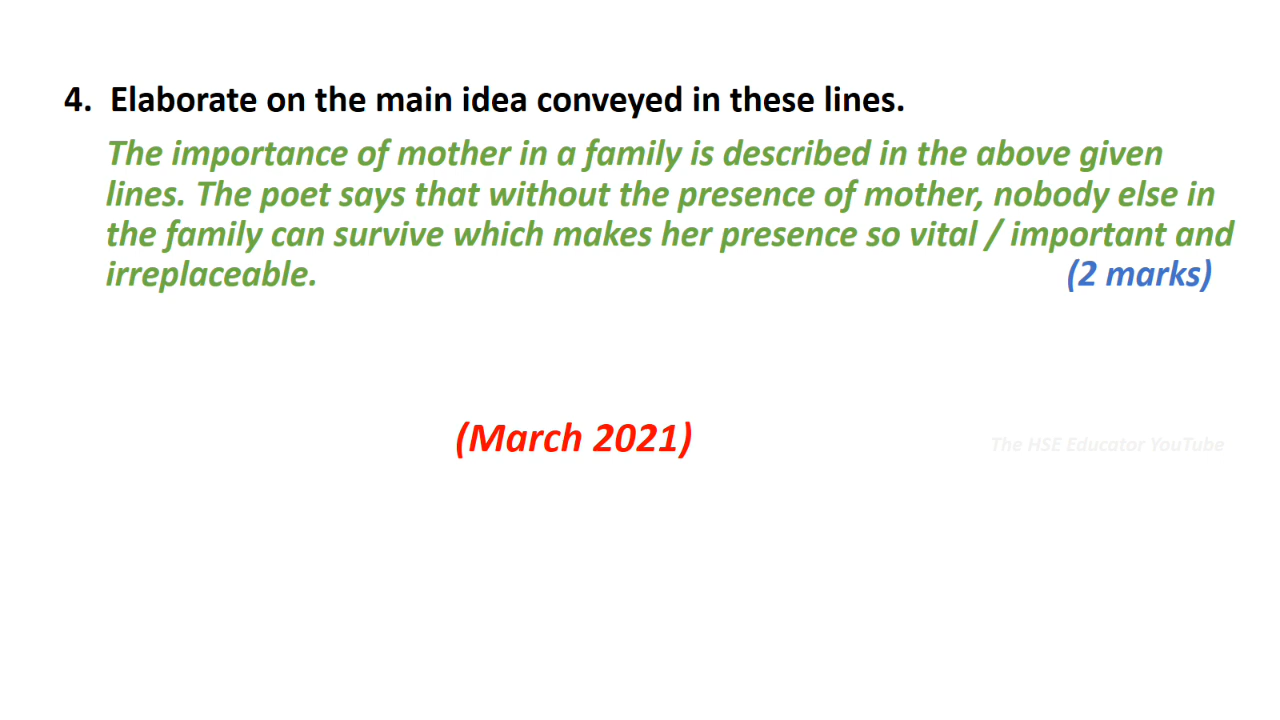 4. Elaborate on the main idea conveyed in these lines.
The importance of mother in a family is described in the above given
lines. The poet says that without the presence of mother, nobody else in
the family can survive which makes her presence so vital / important and
irreplaceable. (2 marks)
(March 2021)
The HSE Educator YouTube